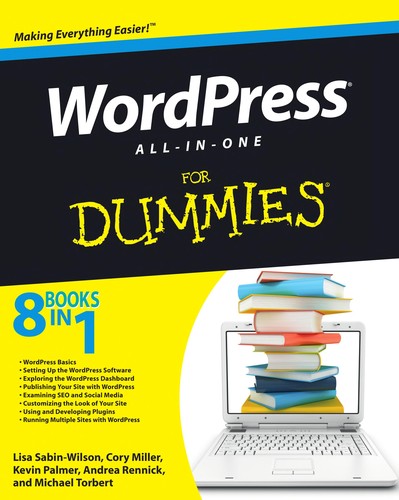 Making Everything Easier!™
WordPress®
ALL-IN-ONE
FOR
DUMMIES®
8 BOOKS
IN 1
• WordPress Basics
• Setting Up the WordPress Software
• Exploring the WordPress Dashboard
• Publishing Your Site with WordPress
• Examining SEO and Social Media
• Customizing the Look of Your Site
• Using and Developing Plugins
• Running Multiple Sites with WordPress
Lisa Sabin-Wilson, Cory Miller,
Kevin Palmer, Andrea Rennick,
and Michael Torbert